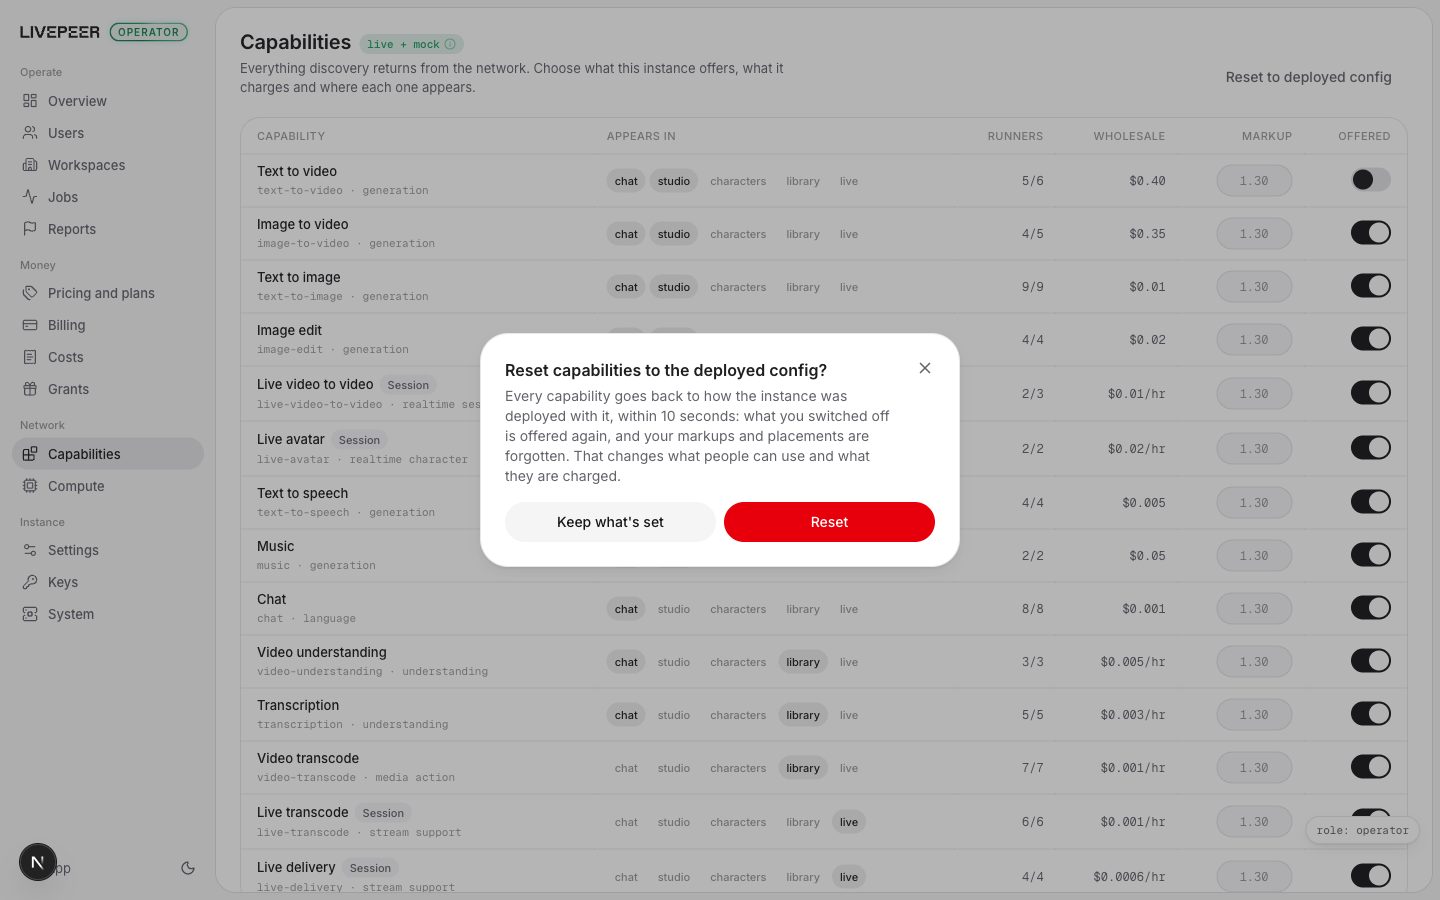 LIVEPEER OPERATOR
Operate
Overview
Users
Workspaces
Jobs
Reports
Money
Pricing and plans
Billing
Costs
Grants
Network
Capabilities
Compute
Instance
Settings
Keys
System
Capabilities live + mock
Everything discovery returns from the network. Choose what this instance offers, what it
charges and where each one appears.
Reset to deployed config
CAPABILITY APPEARS IN RUNNERS WHOLESALE MARKUP OFFERED
Text to video
text-to-video · generation
chat studio characters library live 5/6 $0.40 1.30
Image to video
image-to-video · generation
chat studio characters library live 4/5 $0.35 1.30
Text to image
text-to-image · generation
chat studio characters library live 9/9 $0.01 1.30
Image edit
image-edit · generation
4/4 $0.02 1.30
Live video to video Session
live-video-to-video · realtime ses
2/3 $0.01/hr 1.30
Live avatar Session
live-avatar · realtime character
2/2 $0.02/hr 1.30
Text to speech
text-to-speech · generation
4/4 $0.005 1.30
Music
music · generation
2/2 $0.05 1.30
Chat
chat · language
chat studio characters library live 8/8 $0.001 1.30
Video understanding
video-understanding · understanding
chat studio characters library live 3/3 $0.005/hr 1.30
Transcription
transcription · understanding
chat studio characters library live 5/5 $0.003/hr 1.30
Video transcode
video-transcode · media action
chat studio characters library live 7/7 $0.001/hr 1.30
Live transcode Session
live-transcode · stream support
chat studio characters library live 6/6 $0.001/hr 1.30
Live delivery Session
live-delivery · stream support
chat studio characters library live 4/4 $0.0006/hr 1.30
Reset capabilities to the deployed config?
Every capability goes back to how the instance was
deployed with it, within 10 seconds: what you switched off
is offered again, and your markups and placements are
forgotten. That changes what people can use and what
they are charged.
Keep what's set
Reset
role: operator
N
pp